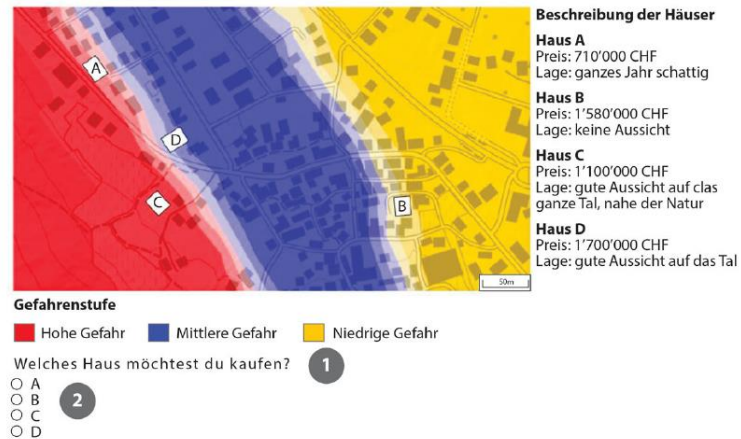 A
D
C
B
50m
Beschreibung der Häuser
Haus A
Preis: 710'000 CHF
Lage: ganzes Jahr schattig
Haus B
Preis: 1'580'000 CHF
Lage: keine Aussicht
Haus C
Preis: 1'100'000 CHF
Lage: gute Aussicht auf clas
ganze Tal, nahe der Natur
Haus D
Preis: 1'700'000 CHF
Lage: gute Aussicht auf das Tal
Gefahrenstufe
Hohe Gefahr Mittlere Gefahr Niedrige Gefahr
Welches Haus möchtest du kaufen? 1
A
B
C
D
2